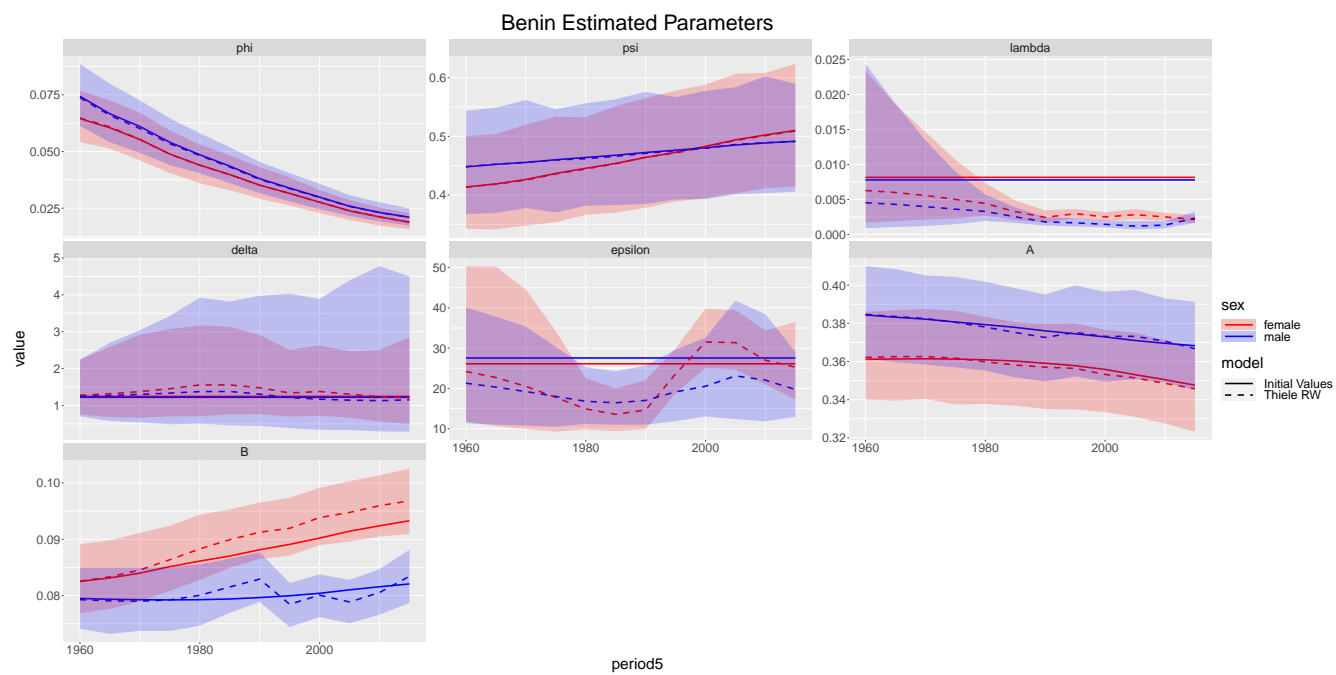 Benin Estimated Parameters
phi
psi
lambda
0.075
0.050
0.025
0.6
0.5
0.4
0.025
0.020
0.015
0.010
0.005
0.000
delta
epsilon
A
5
4
3
2
1
50
40
30
20
10
0.40
0.38
0.36
0.34
0.32
1960
1980
2000
1960
1980
2000
B
0.10
0.09
0.08
1960
1980
2000
value
period5
sex
female
male
model
Initial Values
Thiele RW